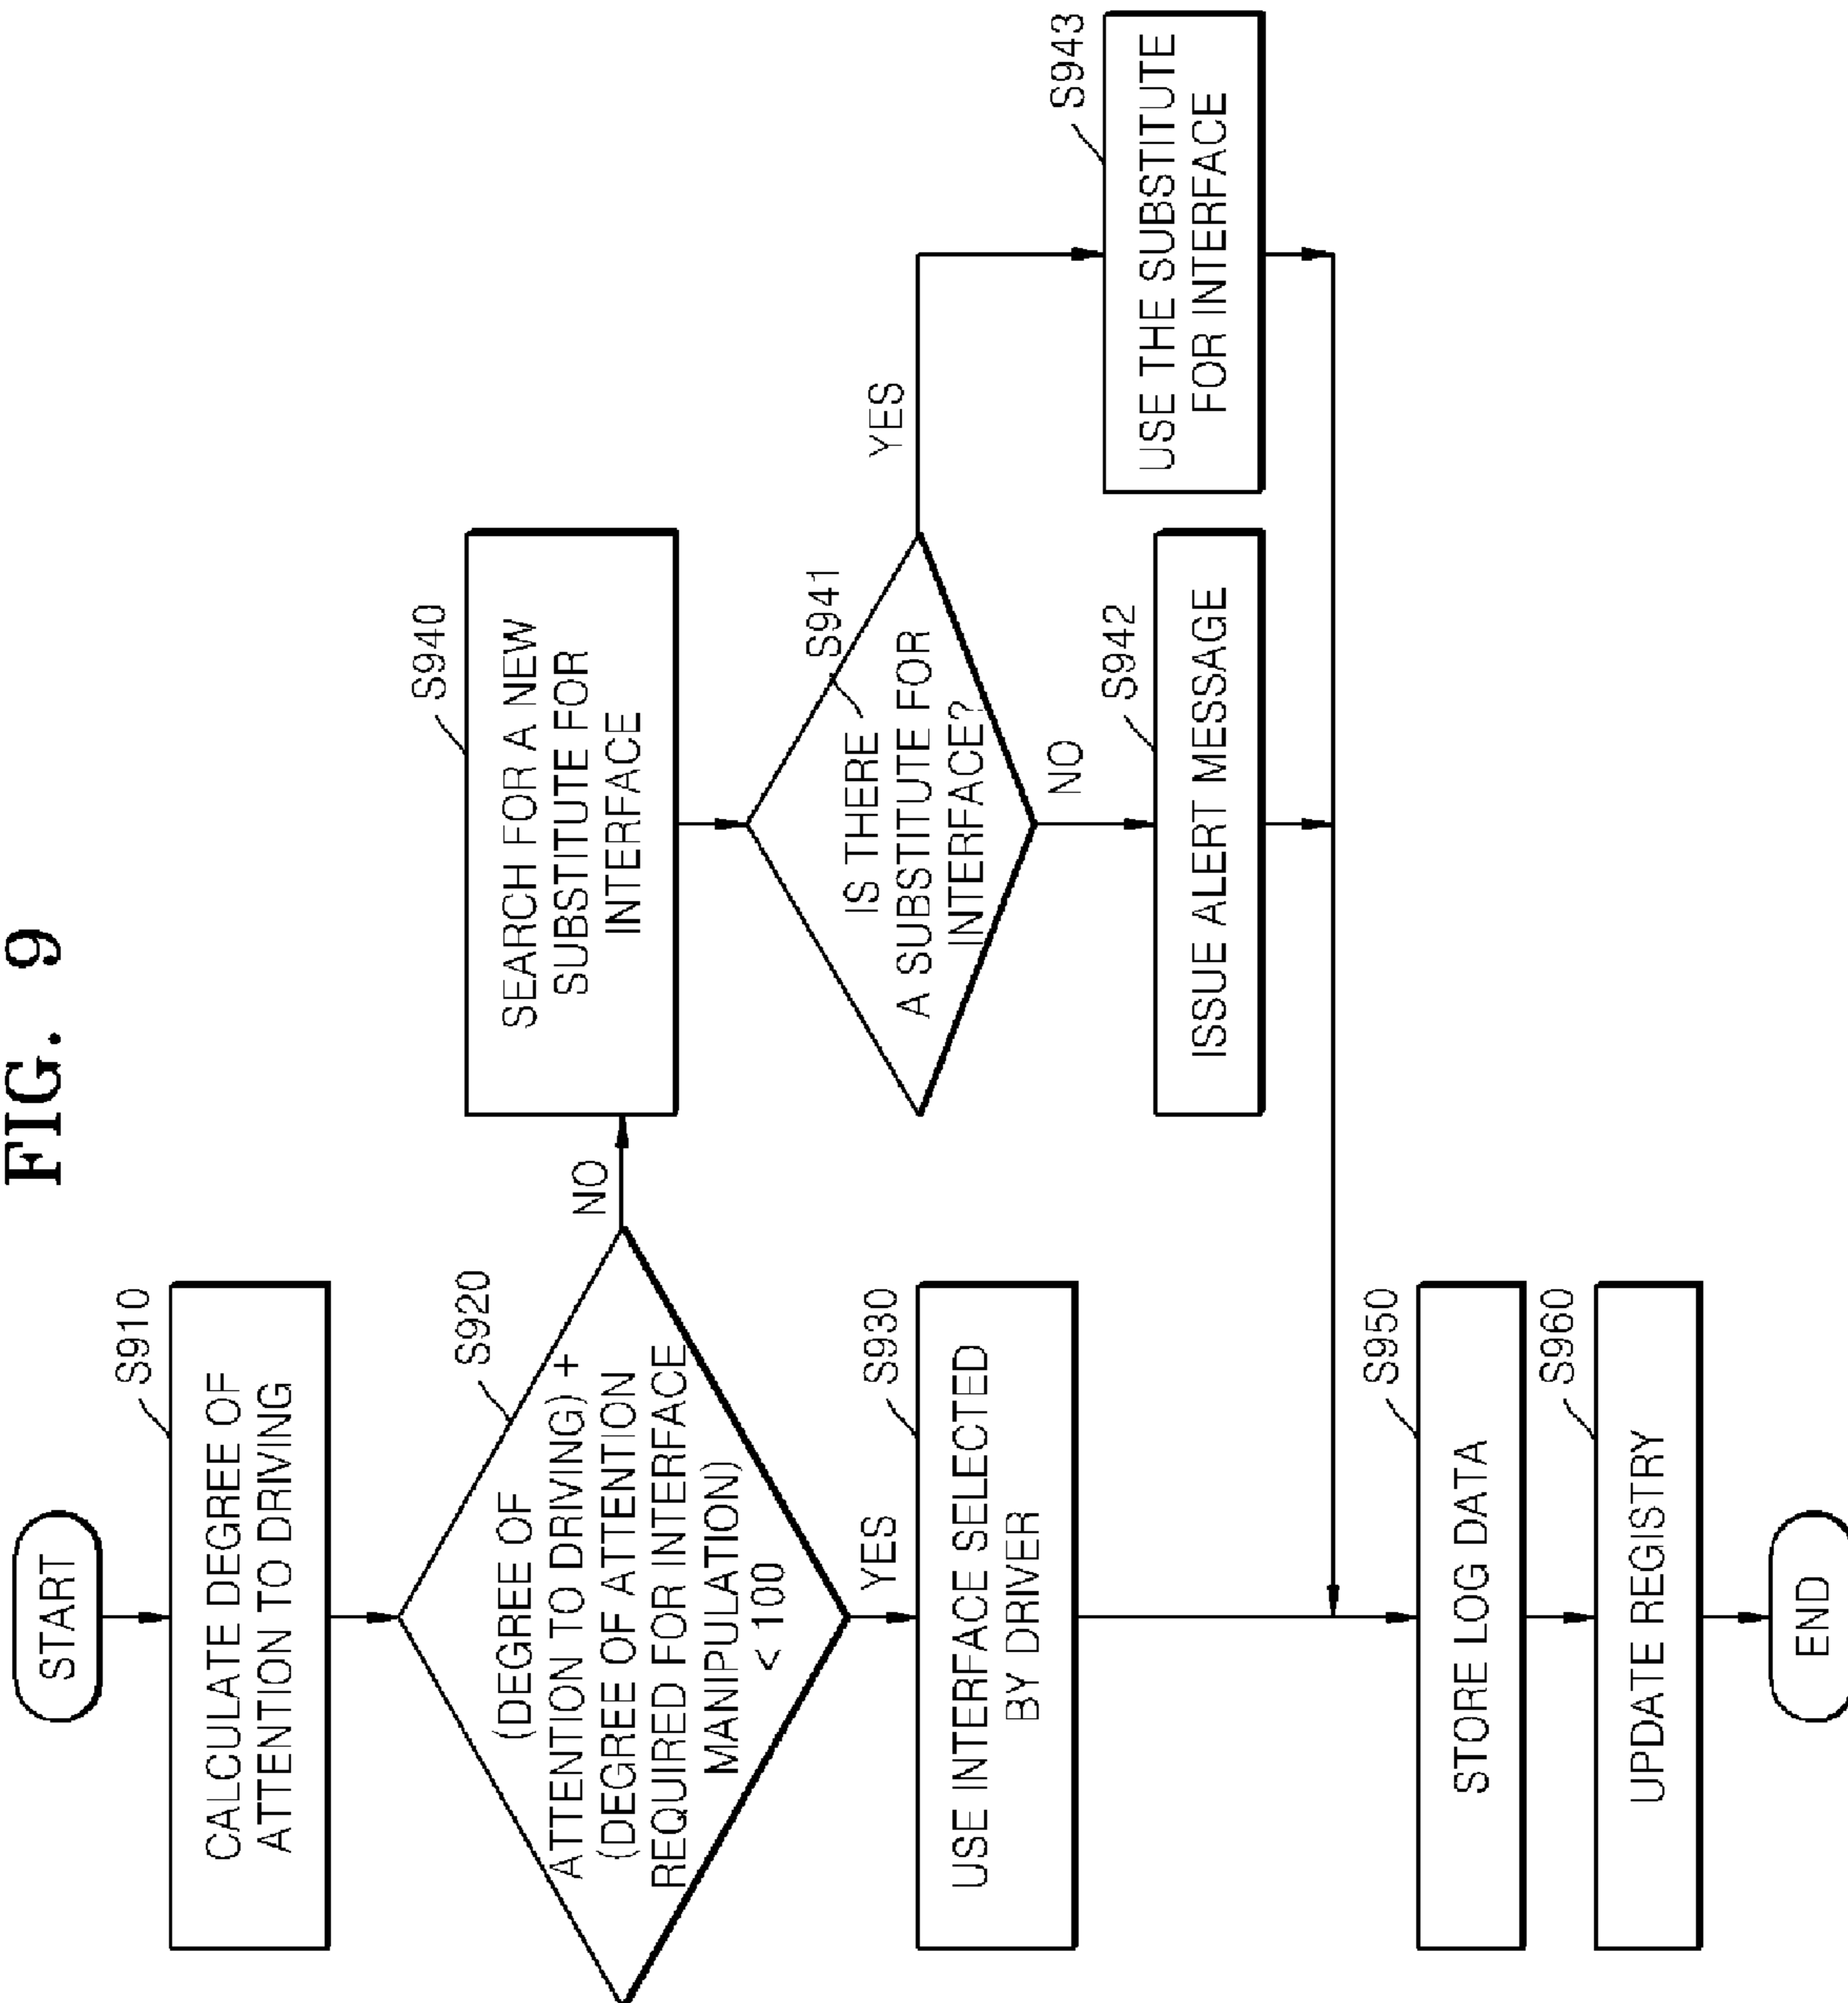 FIG. 9
START
S910
CALCULATE DEGREE OF
ATTENTION TO DRIVING
S920
(DEGREE OF
ATTENTION TO DRIVING) +
(DEGREE OF ATTENTION
REQUIRED FOR INTERFACE
MANIPULATION)
< 100
NO
YES
S930
USE INTERFACE SELECTED
BY DRIVER
S940
SEARCH FOR A NEW
SUBSTITUTE FOR
INTERFACE
S941
IS THERE
A SUBSTITUTE FOR
INTERFACE?
YES
NO
S942
ISSUE ALERT MESSAGE
S943
USE THE SUBSTITUTE
FOR INTERFACE
S950
STORE LOG DATA
S960
UPDATE REGISTRY
END